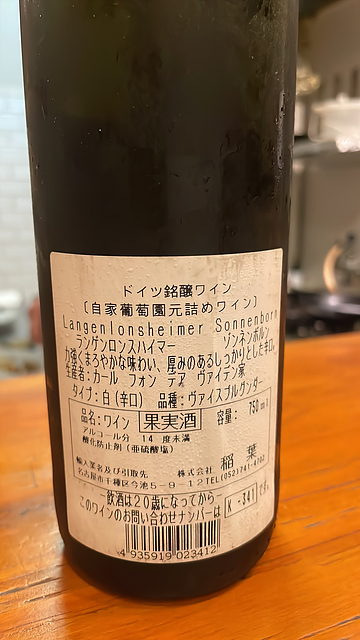 ドイツ銘醸ワイン
〔自家葡萄園元詰めワイン〕
Langenlonsheimer Sonnenborn
ランゲンロンスハイマー ゾンネンボルン
力強くまろやかな味わい、厚みのあるしっかりとした辛口。
生産者：カール フォン デア ヴァイデン家
タイプ：白(辛口) 品種：ヴァイスブルグンダー
品名：ワイン 果実酒 容量： 750ml
アルコール分 14 度未満
酸化防止剤(亜硫酸塩)
輸入業者及び引取先 株式会社 稲葉
名古屋市千種区今池5-9-12TEL(052)741-4702
飲酒は20歳になってから
このワインのお問い合わせナンバーは K -341 です。
4 935919 023412